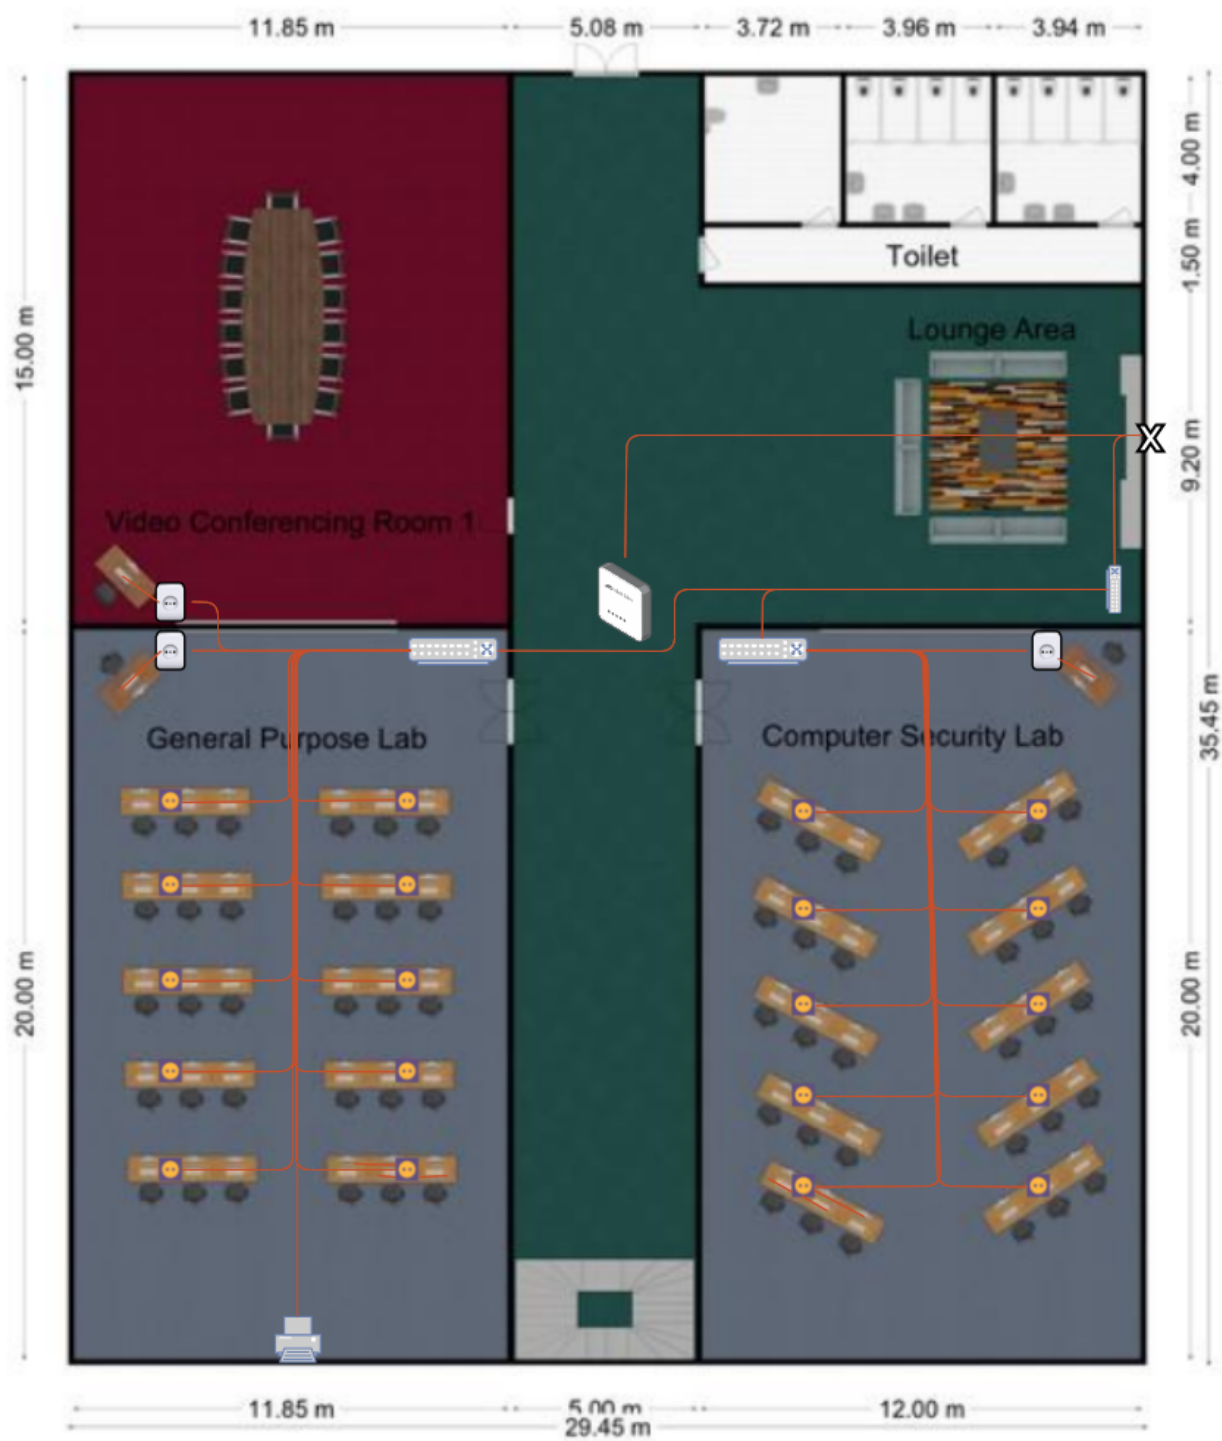 11.85 m
5.08 m
3.72 m
3.96 m
3.94 m
4.00 m
1.50 m
Toilet
Lounge Area
15.00 m
9.20 m
X
Video Conferencing Room 1
35.45 m
General Purpose Lab
Computer Security Lab
20.00 m
20.00 m
11.85 m
5.00 m
12.00 m
29.45 m